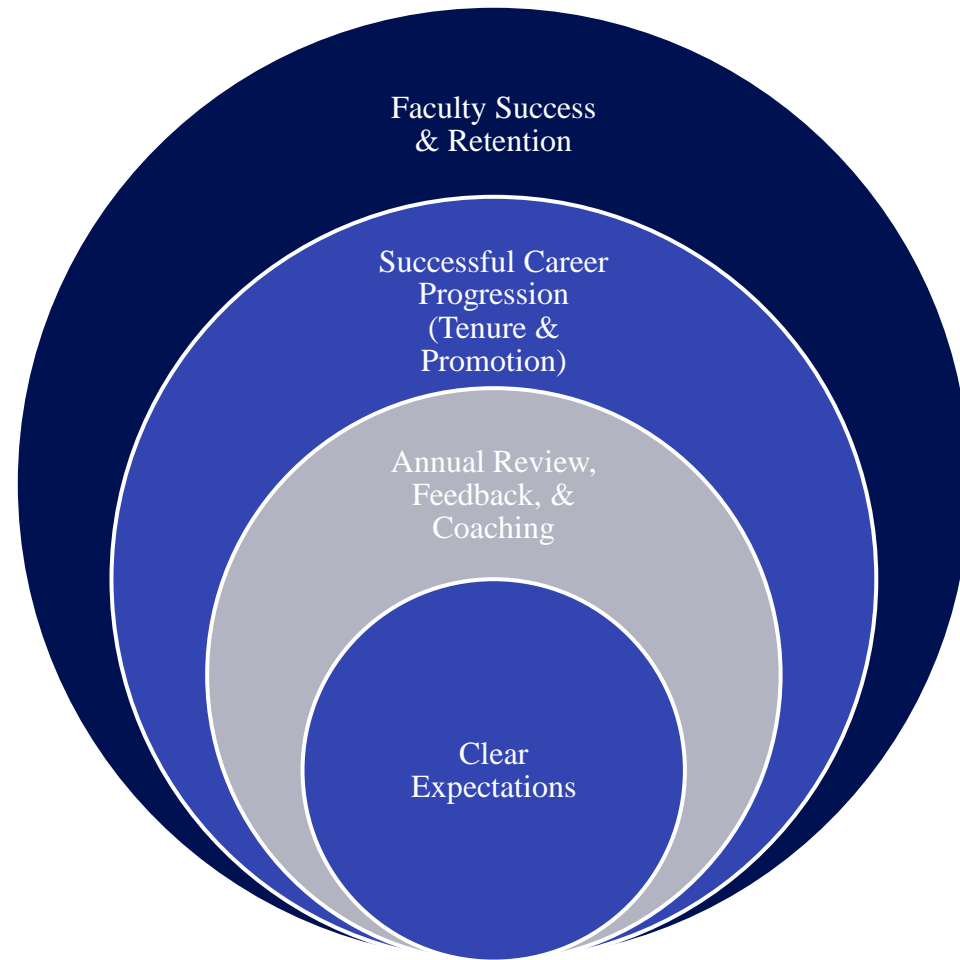 Faculty Success
& Retention
Successful Career
Progression
(Tenure &
Promotion)
Annual Review,
Feedback, &
Coaching
Clear
Expectations